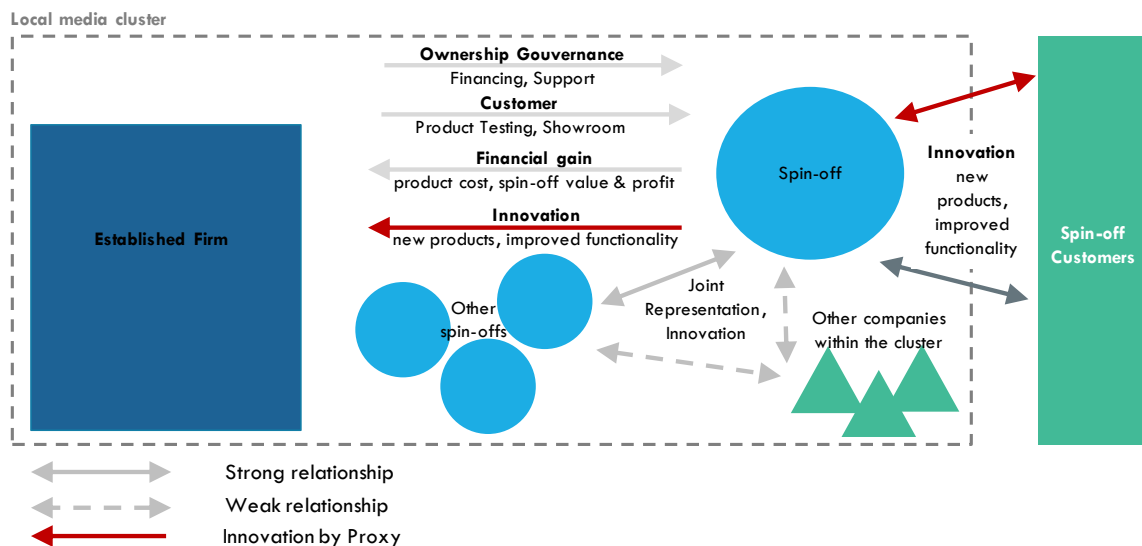 Local media cluster
Ownership Gouvernance
Financing, Support
Customer
Product Testing, Showroom
Financial gain
product cost, spin-off value & profit
Innovation
new products, improved functionality
Established Firm
Spin-off
Innovation
new
products,
improved
functionality
Spin-off
Customers
Other
spin-offs
Joint
Representation,
Innovation
Other companies
within the cluster
Strong relationship
Weak relationship
Innovation by Proxy